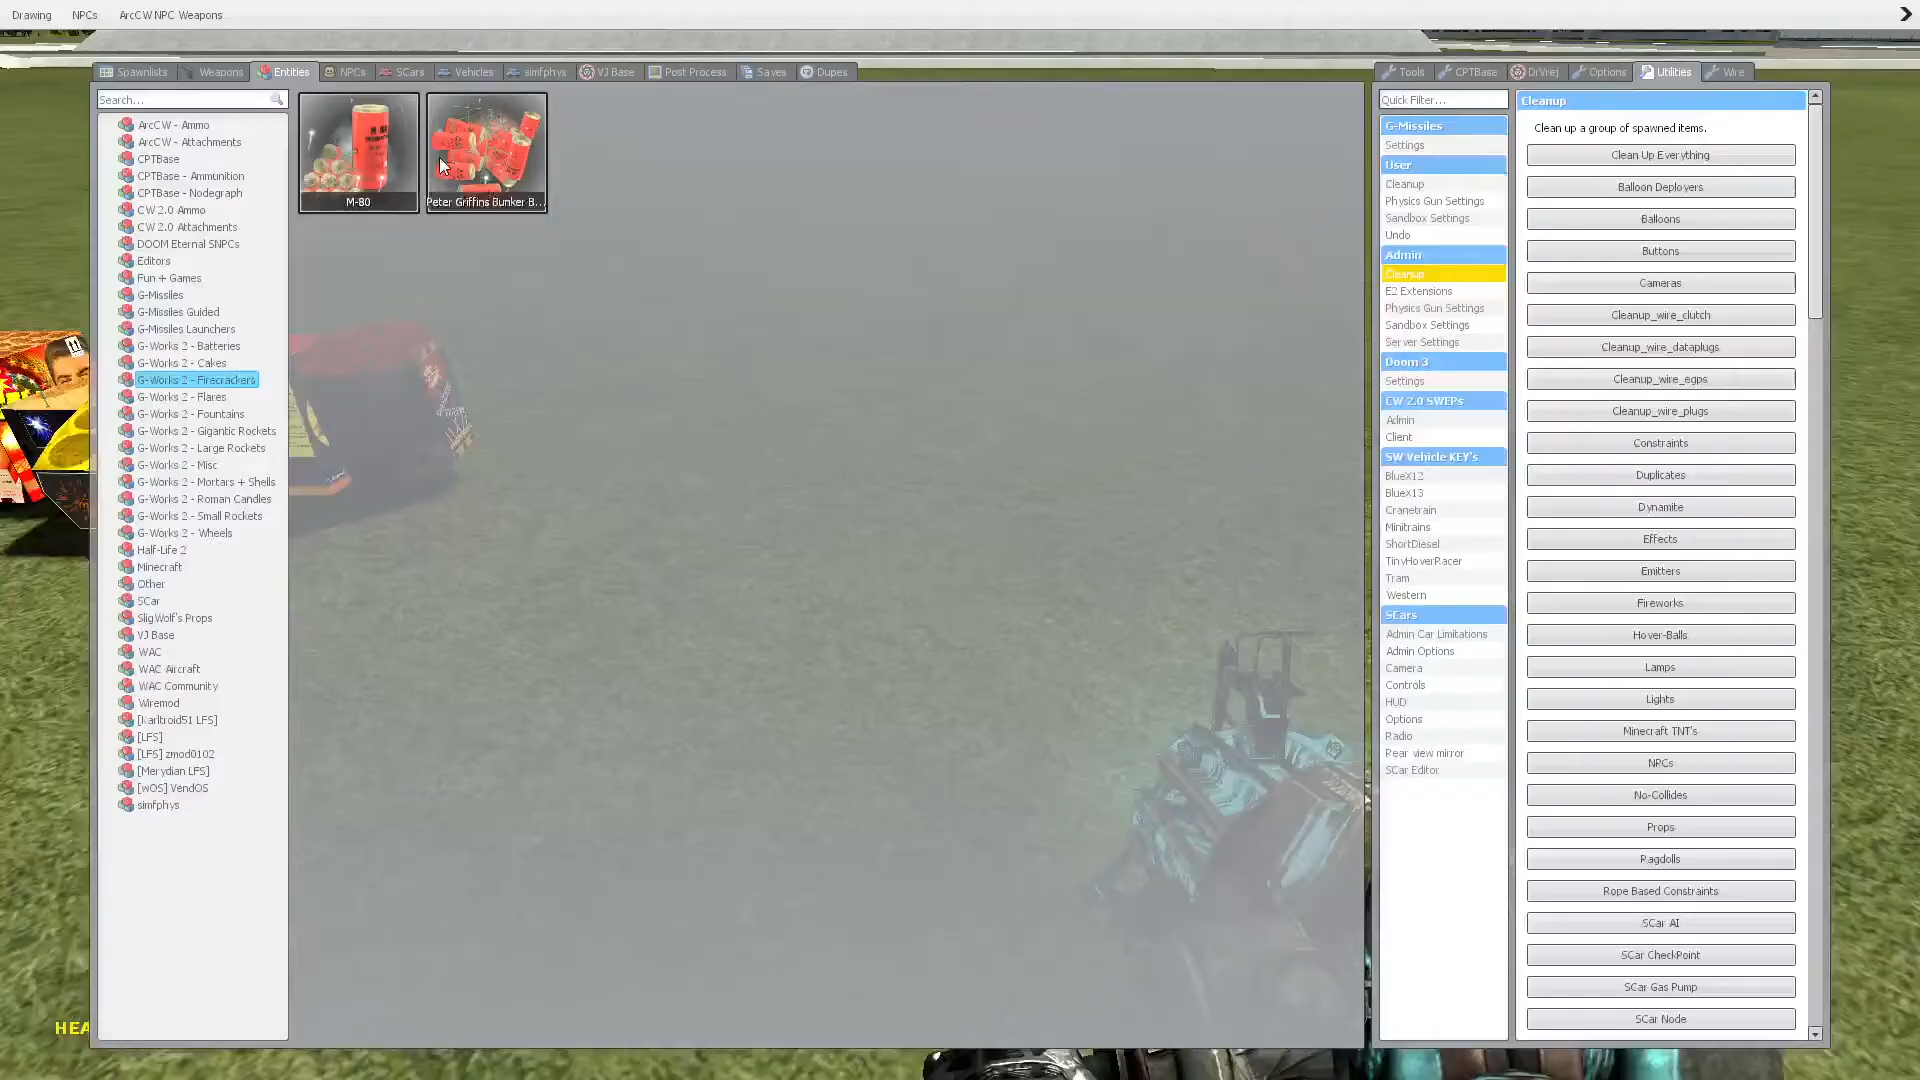 Drawing NPCs ArcCW NPC Weapons
Spawnlists Weapons Entities NPCs SCars Vehicles simfphys VJ Base Post Process Saves Dupes
Search...
ArcCW - Ammo
ArcCW - Attachments
CPTBase
CPTBase - Ammunition
CPTBase - Nodegraph
CW 2.0 Ammo
CW 2.0 Attachments
DOOM Eternal SNPCs
Editors
Fun + Games
G-Missiles
G-Missiles Guided
G-Missiles Launchers
G-Works 2 - Batteries
G-Works 2 - Cakes
G-Works 2 - Firecrackers
G-Works 2 - Flares
G-Works 2 - Fountains
G-Works 2 - Gigantic Rockets
G-Works 2 - Large Rockets
G-Works 2 - Misc
G-Works 2 - Mortars + Shells
G-Works 2 - Roman Candles
G-Works 2 - Small Rockets
G-Works 2 - Wheels
Half-Life 2
Minecraft
Other
SCar
SligWolf's Props
VJ Base
WAC
WAC Aircraft
WAC Community
Wiremod
[Karltroid51 LFS]
[LFS]
[LFS] zmod0102
[Merydian LFS]
[wOS] VendOS
simfphys
M-80
Peter Griffins Bunker B...
HEA
Tools CPTBase DrVrej Options Utilities Wire
Quick Filter...
G-Missiles
Settings
User
Cleanup
Physics Gun Settings
Sandbox Settings
Undo
Admin
Cleanup
E2 Extensions
Physics Gun Settings
Sandbox Settings
Server Settings
Doom 3
Settings
CW 2.0 SWEPs
Admin
Client
SW Vehicle KEY's
BlueX12
BlueX13
Cranetrain
Minitrains
ShortDiesel
TinyHoverRacer
Tram
Western
SCars
Admin Car Limitations
Admin Options
Camera
Controls
HUD
Options
Radio
Rear view mirror
SCar Editor
Cleanup
Clean up a group of spawned items.
Clean Up Everything
Balloon Deployers
Balloons
Buttons
Cameras
Cleanup_wire_clutch
Cleanup_wire_dataplugs
Cleanup_wire_egps
Cleanup_wire_plugs
Constraints
Duplicates
Dynamite
Effects
Emitters
Fireworks
Hover-Balls
Lamps
Lights
Minecraft TNT's
NPCs
No-Collides
Props
Ragdolls
Rope Based Constraints
SCar AI
SCar CheckPoint
SCar Gas Pump
SCar Node